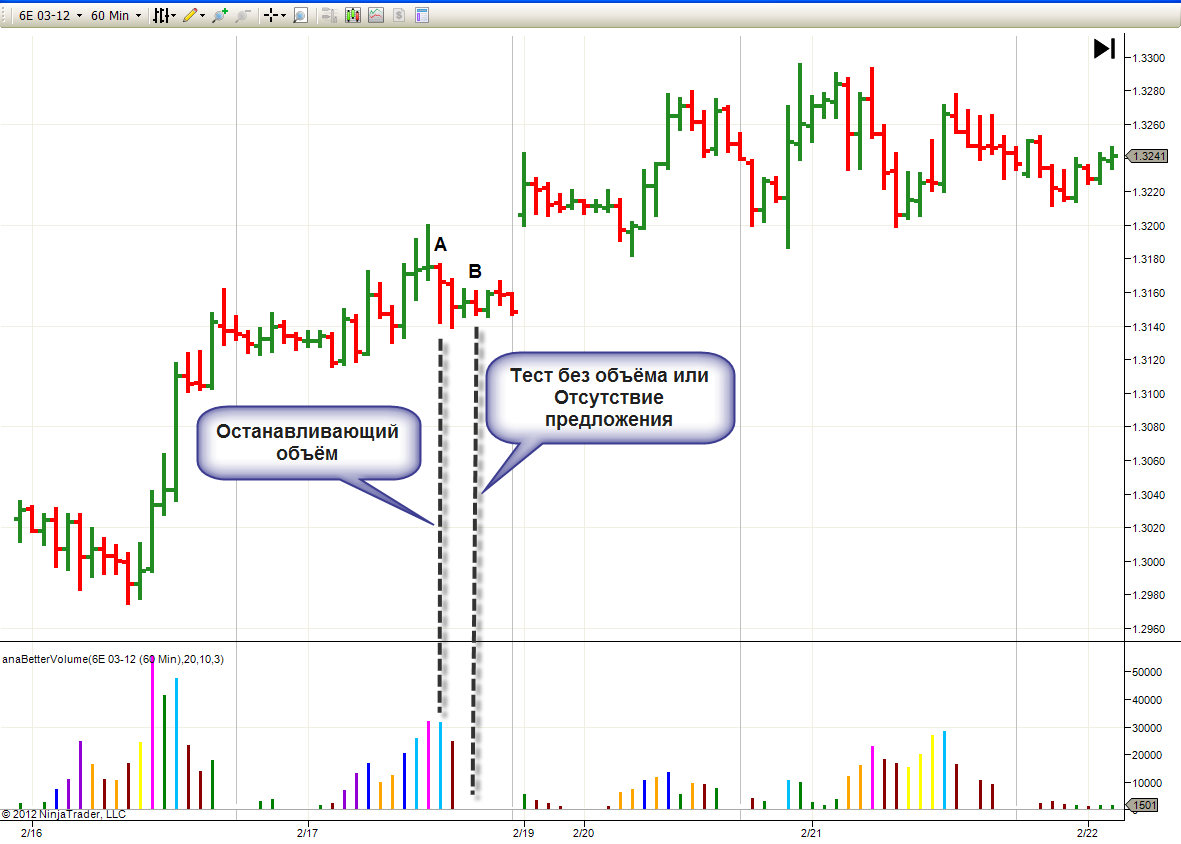 6E 03-12 60 Min
1.3300
1.3280
1.3260
1.3241
1.3220
1.3200
1.3180
1.3160
1.3140
1.3120
1.3100
1.3080
1.3060
1.3040
1.3020
1.3000
1.2980
1.2960
A
B
Тест без объёма или
Отсутствие
предложения
Останавливающий
объём
anaBetterVolume(6E 03-12 (60 Min),20,10,3)
50000
40000
30000
20000
10000
1501
© 2012 NinjaTrader, LLC
2/16 2/17 2/19 2/20 2/21 2/22